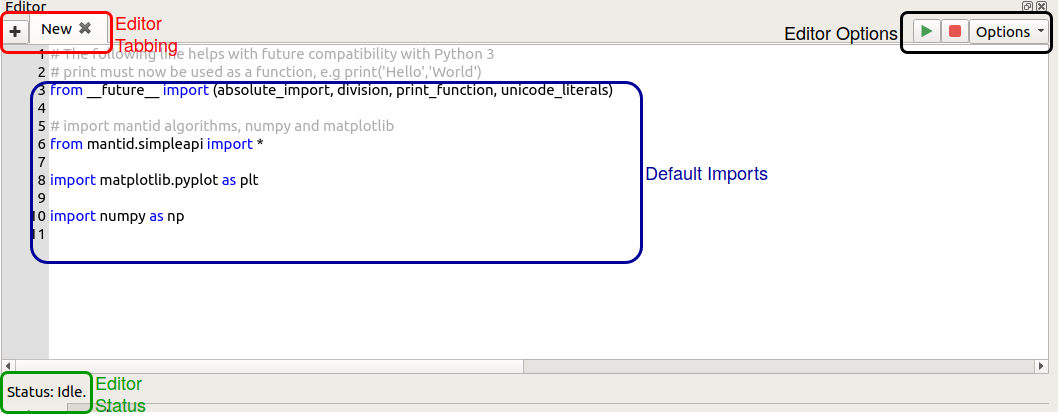 Editor
+ New ✖ Editor Tabbing
Editor Options Options
1 # The following line helps with future compatibility with Python 3
2 # print must now be used as a function, e.g print('Hello','World')
3 from __future__ import (absolute_import, division, print_function, unicode_literals)
4
5 # import mantid algorithms, numpy and matplotlib
6 from mantid.simpleapi import *
7
Default Imports
8 import matplotlib.pyplot as plt
9
10 import numpy as np
11
Status: Idle.
Editor
Status